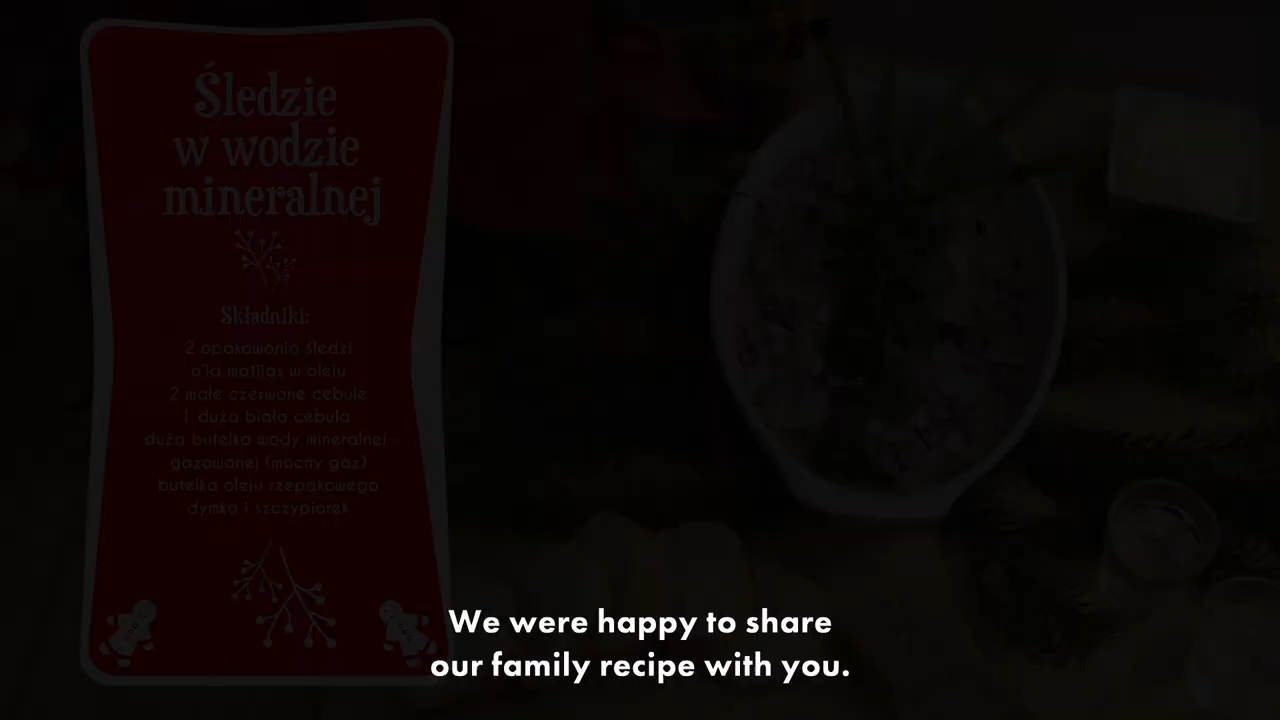 Śledzie
w wodzie
mineralnej
Składniki:
2 opakowania śledzi
a'la matijas w oleju
2 małe czerwone cebule
1 duża biała cebula
duża butelka wody mineralnej-
gazowanej (mocny gaz)
butelka oleju rzepakowego
dymka i szczypiorek
We were happy to share
our family recipe with you.